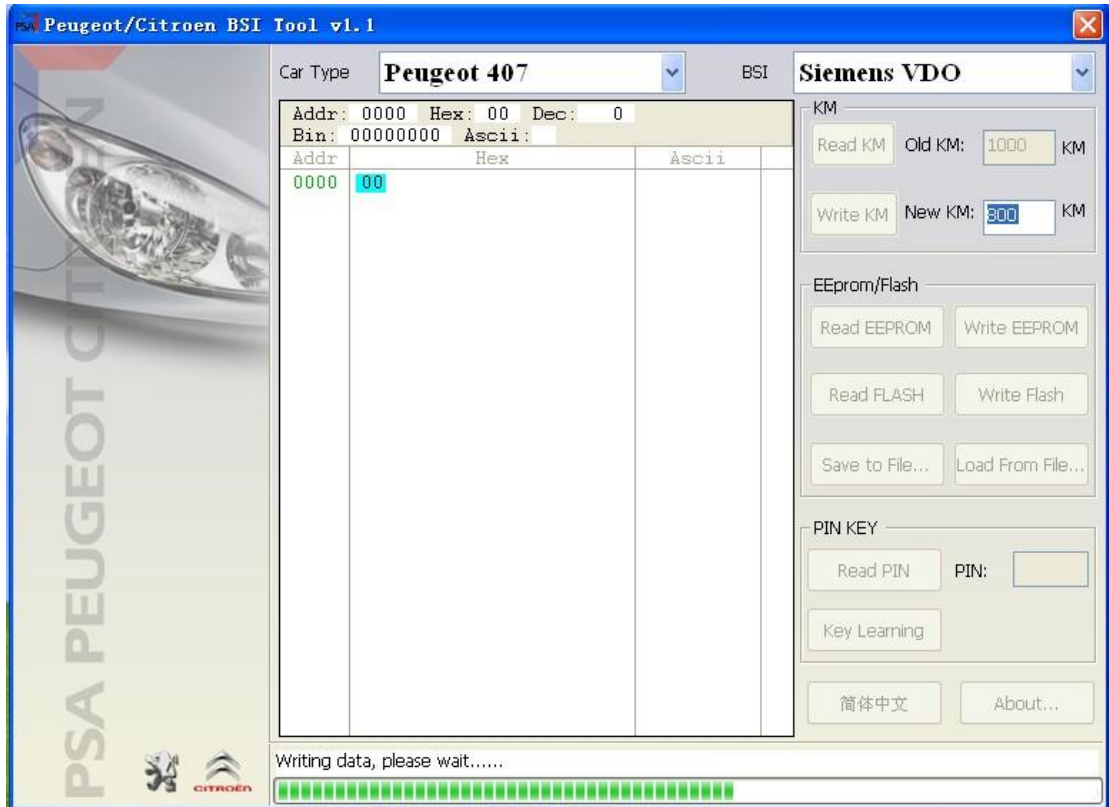 PSA Peugeot/Citroen BSI Tool v1.1
PSA PEUGEOT CITROEN
CITROËN
Car Type Peugeot 407 BSI Siemens VDO
Addr: 0000 Hex: 00 Dec: 0
Bin: 00000000 Ascii:
Addr Hex Ascii
0000 00
KM
Read KM Old KM: 1000 KM
Write KM New KM: 800 KM
EEprom/Flash
Read EEPROM Write EEPROM
Read FLASH Write Flash
Save to File... Load From File...
PIN KEY
Read PIN PIN:
Key Learning
简体中文 About...
Writing data, please wait......